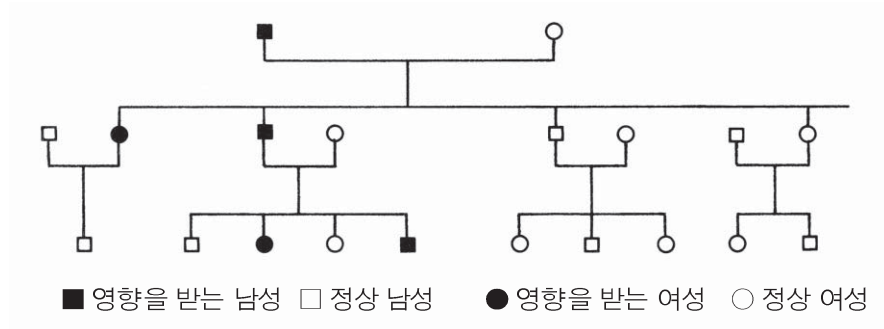 영향을 받는 남성 정상 남성 영향을 받는 여성 정상 여성